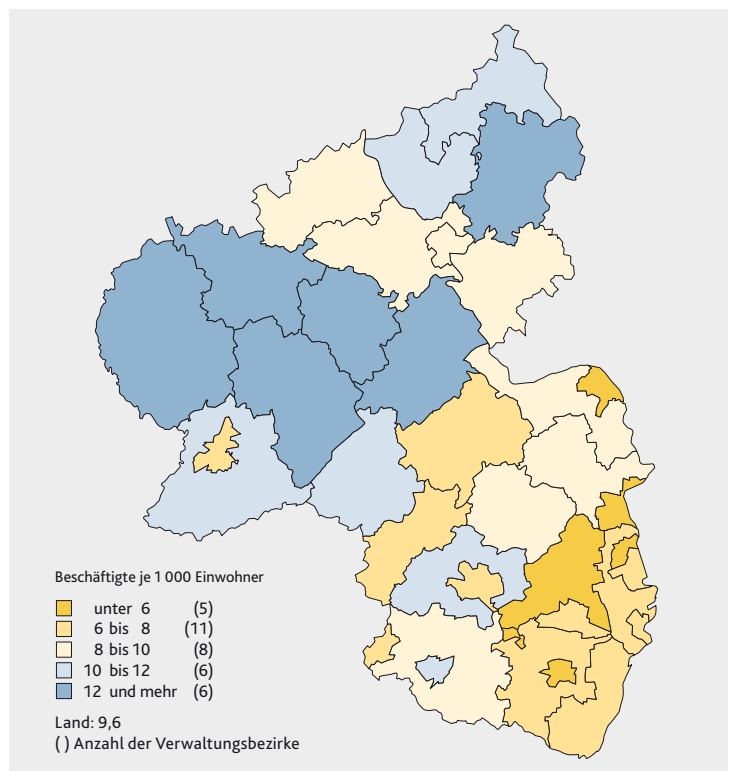 Beschäftigte je 1 000 Einwohner
unter 6 (5)
6 bis 8 (11)
8 bis 10 (8)
10 bis 12 (6)
12 und mehr (6)
Land: 9,6
( ) Anzahl der Verwaltungsbezirke